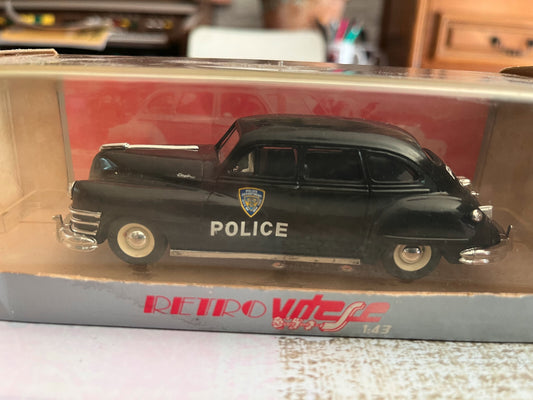 POLICE
RETRO Vitesse
1:43